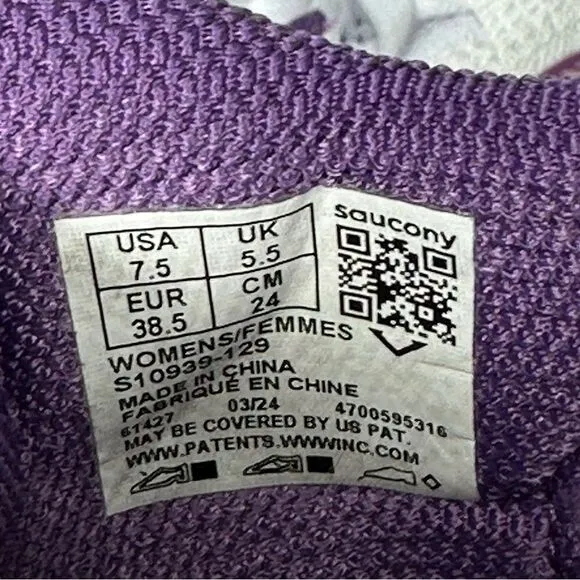 saucony
USA 7.5 UK 5.5
EUR 38.5 CM 24
WOMENS/FEMMES
S10939-129
MADE IN CHINA
FABRIQUÉ EN CHINE
61427 03/24 4700595316
MAY BE COVERED BY US PAT.
WWW.PATENTS.WWWINC.COM